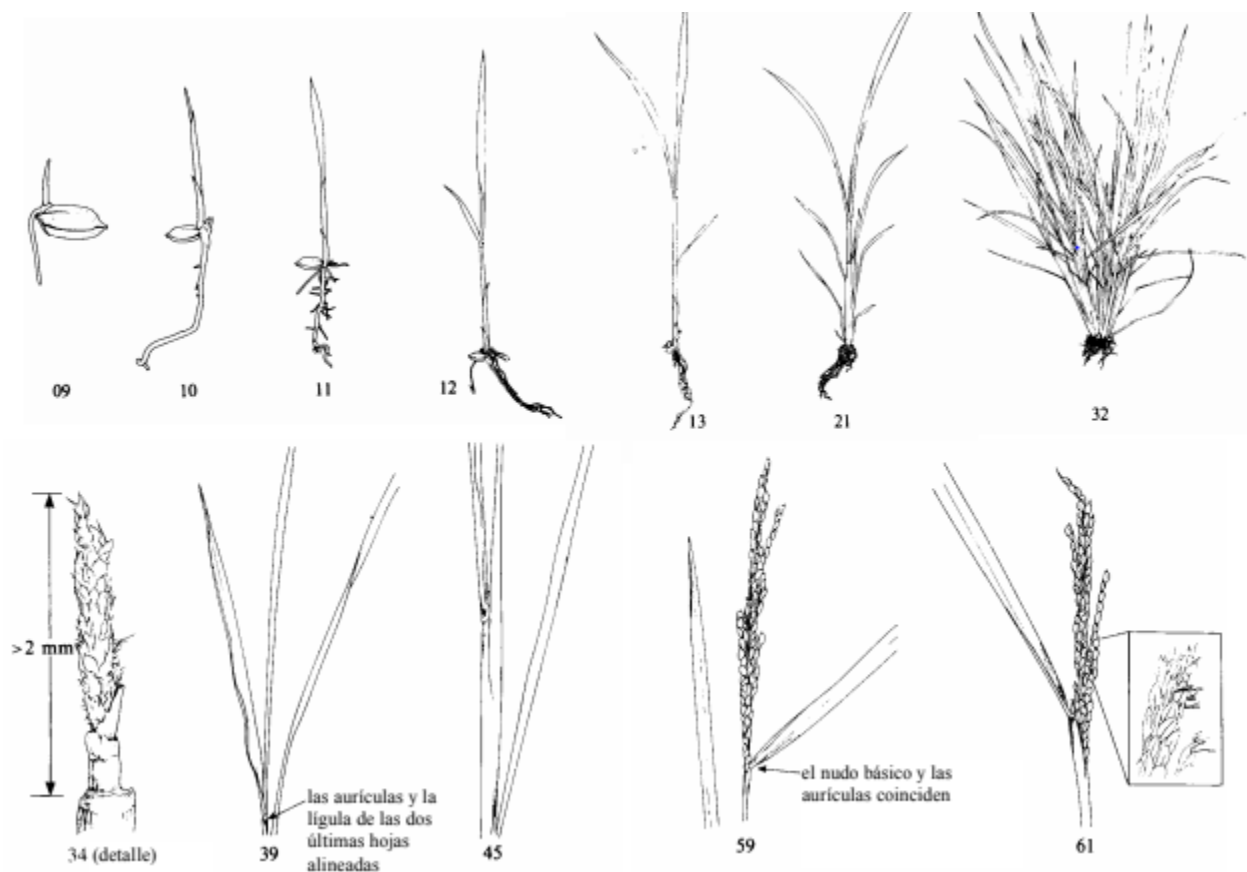 09
10
11
12
13
21
32
>2 mm
34 (detalle)
39
las aurículas y la
lígula de las dos
últimas hojas
alineadas
45
el nudo básico y las
aurículas coinciden
59
61